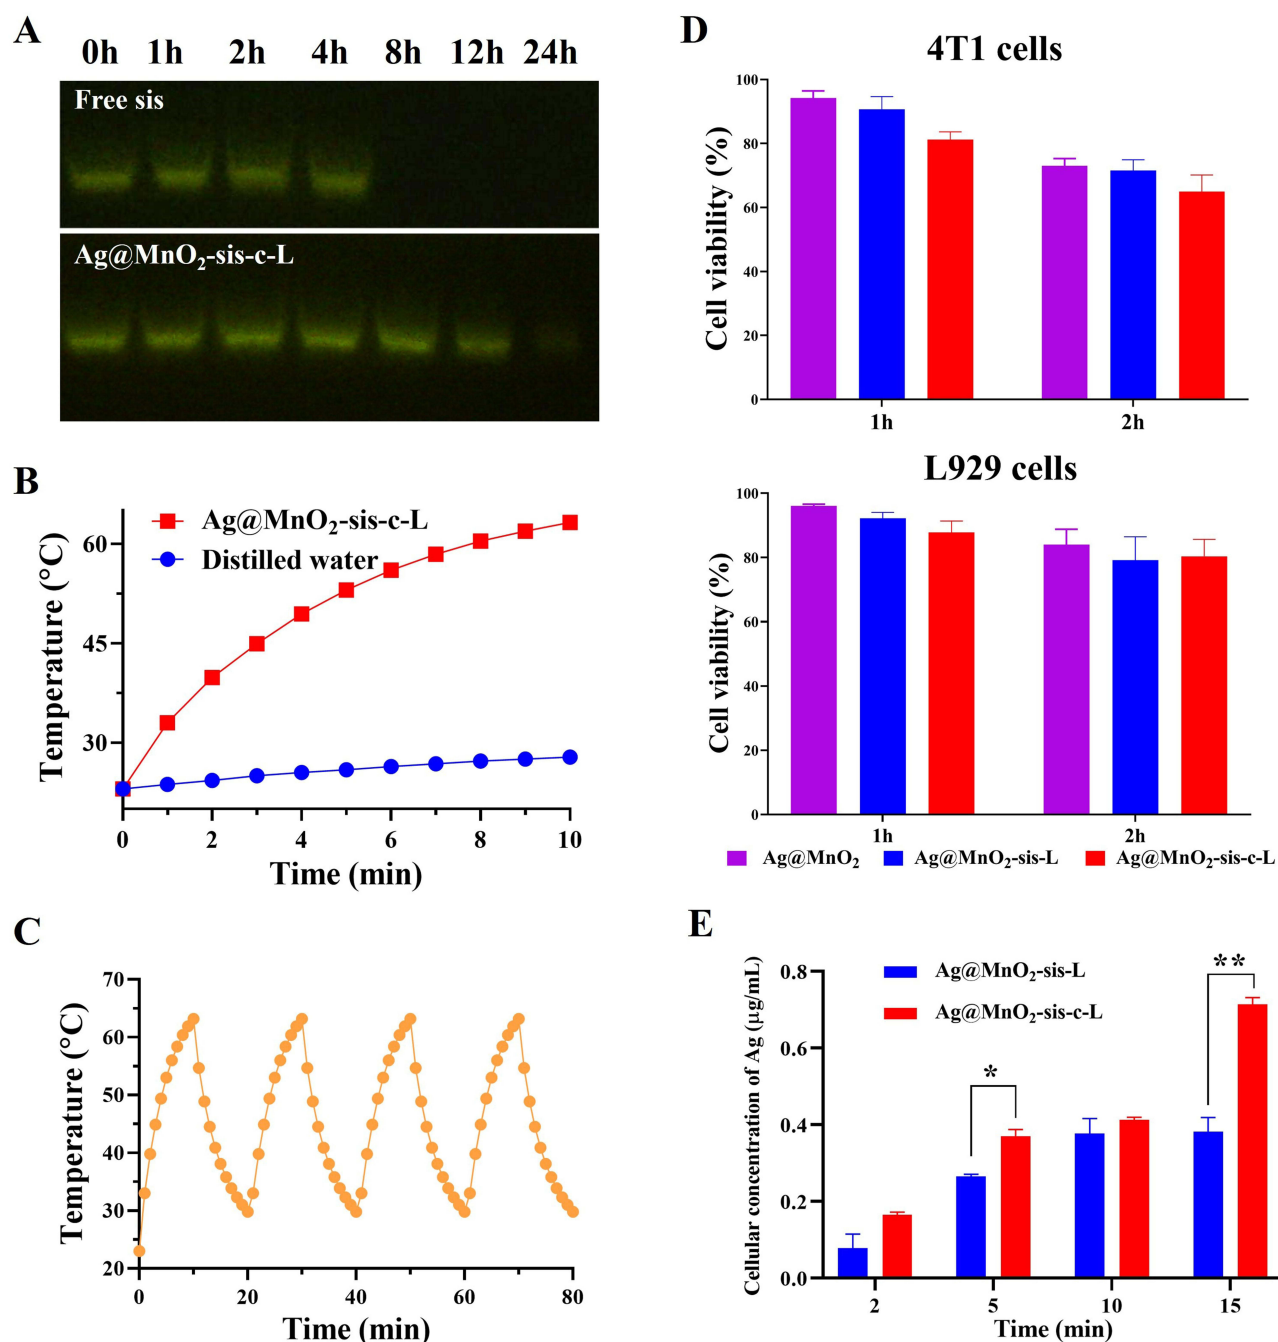 A
0h 1h 2h 4h 8h 12h 24h
Free sis
Ag@MnO₂-sis-c-L
B
Ag@MnO₂-sis-c-L
Distilled water
Temperature (°C)
60
45
30
0 2 4 6 8 10
Time (min)
C
Temperature (°C)
70
60
50
40
30
20
0 20 40 60 80
Time (min)
D
4T1 cells
Cell viability (%)
100
80
60
40
20
0
1h 2h
L929 cells
Cell viability (%)
100
80
60
40
20
0
1h 2h
Ag@MnO₂ Ag@MnO₂-sis-L Ag@MnO₂-sis-c-L
E
Cellular concentration of Ag (μg/mL)
Ag@MnO₂-sis-L
Ag@MnO₂-sis-c-L
*
**
0.8
0.6
0.4
0.2
0.0
2 5 10 15
Time (min)